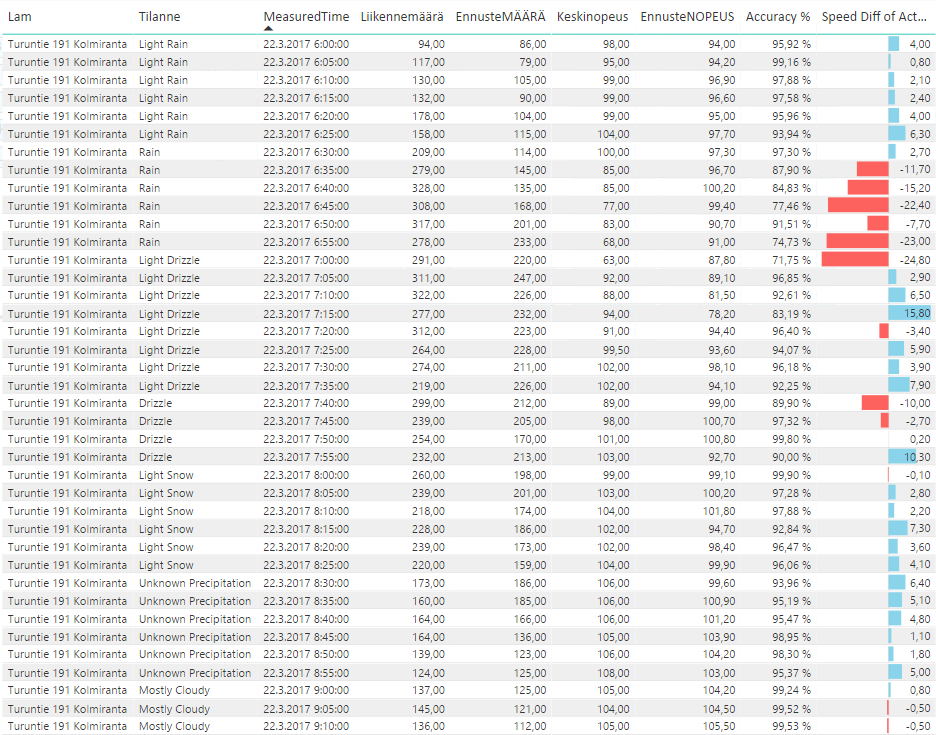 Lam Tilanne MeasuredTime Liikennemäärä EnnusteMÄÄRÄ Keskinopeus EnnusteNOPEUS Accuracy % Speed Diff of Act...
Turuntie 191 Kolmiranta Light Rain 22.3.2017 6:00:00 94,00 86,00 98,00 94,00 95,92 % 4,00
Turuntie 191 Kolmiranta Light Rain 22.3.2017 6:05:00 117,00 79,00 95,00 94,20 99,16 % 0,80
Turuntie 191 Kolmiranta Light Rain 22.3.2017 6:10:00 130,00 105,00 99,00 96,90 97,88 % 2,10
Turuntie 191 Kolmiranta Light Rain 22.3.2017 6:15:00 132,00 90,00 99,00 96,60 97,58 % 2,40
Turuntie 191 Kolmiranta Light Rain 22.3.2017 6:20:00 178,00 104,00 99,00 95,00 95,96 % 4,00
Turuntie 191 Kolmiranta Light Rain 22.3.2017 6:25:00 158,00 115,00 104,00 97,70 93,94 % 6,30
Turuntie 191 Kolmiranta Rain 22.3.2017 6:30:00 209,00 114,00 100,00 97,30 97,30 % 2,70
Turuntie 191 Kolmiranta Rain 22.3.2017 6:35:00 279,00 145,00 85,00 96,70 87,90 % -11,70
Turuntie 191 Kolmiranta Rain 22.3.2017 6:40:00 328,00 135,00 85,00 100,20 84,83 % -15,20
Turuntie 191 Kolmiranta Rain 22.3.2017 6:45:00 308,00 168,00 77,00 99,40 77,46 % -22,40
Turuntie 191 Kolmiranta Rain 22.3.2017 6:50:00 317,00 201,00 83,00 90,70 91,51 % -7,70
Turuntie 191 Kolmiranta Rain 22.3.2017 6:55:00 278,00 233,00 68,00 91,00 74,73 % -23,00
Turuntie 191 Kolmiranta Light Drizzle 22.3.2017 7:00:00 291,00 220,00 63,00 87,80 71,75 % -24,80
Turuntie 191 Kolmiranta Light Drizzle 22.3.2017 7:05:00 311,00 247,00 92,00 89,10 96,85 % 2,90
Turuntie 191 Kolmiranta Light Drizzle 22.3.2017 7:10:00 322,00 226,00 88,00 81,50 92,61 % 6,50
Turuntie 191 Kolmiranta Light Drizzle 22.3.2017 7:15:00 277,00 232,00 94,00 78,20 83,19 % 15,80
Turuntie 191 Kolmiranta Light Drizzle 22.3.2017 7:20:00 312,00 223,00 91,00 94,40 96,40 % -3,40
Turuntie 191 Kolmiranta Light Drizzle 22.3.2017 7:25:00 264,00 228,00 99,50 93,60 94,07 % 5,90
Turuntie 191 Kolmiranta Light Drizzle 22.3.2017 7:30:00 274,00 211,00 102,00 98,10 96,18 % 3,90
Turuntie 191 Kolmiranta Light Drizzle 22.3.2017 7:35:00 219,00 226,00 102,00 94,10 92,25 % 7,90
Turuntie 191 Kolmiranta Drizzle 22.3.2017 7:40:00 299,00 212,00 89,00 99,00 89,90 % -10,00
Turuntie 191 Kolmiranta Drizzle 22.3.2017 7:45:00 239,00 205,00 98,00 100,70 97,32 % -2,70
Turuntie 191 Kolmiranta Drizzle 22.3.2017 7:50:00 254,00 170,00 101,00 100,80 99,80 % 0,20
Turuntie 191 Kolmiranta Drizzle 22.3.2017 7:55:00 232,00 213,00 103,00 92,70 90,00 % 10,30
Turuntie 191 Kolmiranta Light Snow 22.3.2017 8:00:00 260,00 198,00 99,00 99,10 99,90 % -0,10
Turuntie 191 Kolmiranta Light Snow 22.3.2017 8:05:00 239,00 201,00 103,00 100,20 97,28 % 2,80
Turuntie 191 Kolmiranta Light Snow 22.3.2017 8:10:00 218,00 174,00 104,00 101,80 97,88 % 2,20
Turuntie 191 Kolmiranta Light Snow 22.3.2017 8:15:00 228,00 186,00 102,00 94,70 92,84 % 7,30
Turuntie 191 Kolmiranta Light Snow 22.3.2017 8:20:00 239,00 173,00 102,00 98,40 96,47 % 3,60
Turuntie 191 Kolmiranta Light Snow 22.3.2017 8:25:00 220,00 159,00 104,00 99,90 96,06 % 4,10
Turuntie 191 Kolmiranta Unknown Precipitation 22.3.2017 8:30:00 173,00 186,00 106,00 99,60 93,96 % 6,40
Turuntie 191 Kolmiranta Unknown Precipitation 22.3.2017 8:35:00 160,00 185,00 106,00 100,90 95,19 % 5,10
Turuntie 191 Kolmiranta Unknown Precipitation 22.3.2017 8:40:00 164,00 166,00 106,00 101,20 95,47 % 4,80
Turuntie 191 Kolmiranta Unknown Precipitation 22.3.2017 8:45:00 164,00 136,00 105,00 103,90 98,95 % 1,10
Turuntie 191 Kolmiranta Unknown Precipitation 22.3.2017 8:50:00 139,00 123,00 106,00 104,20 98,30 % 1,80
Turuntie 191 Kolmiranta Unknown Precipitation 22.3.2017 8:55:00 124,00 125,00 108,00 103,00 95,37 % 5,00
Turuntie 191 Kolmiranta Mostly Cloudy 22.3.2017 9:00:00 137,00 125,00 105,00 104,20 99,24 % 0,80
Turuntie 191 Kolmiranta Mostly Cloudy 22.3.2017 9:05:00 145,00 121,00 104,00 104,50 99,52 % -0,50
Turuntie 191 Kolmiranta Mostly Cloudy 22.3.2017 9:10:00 136,00 112,00 105,00 105,50 99,53 % -0,50